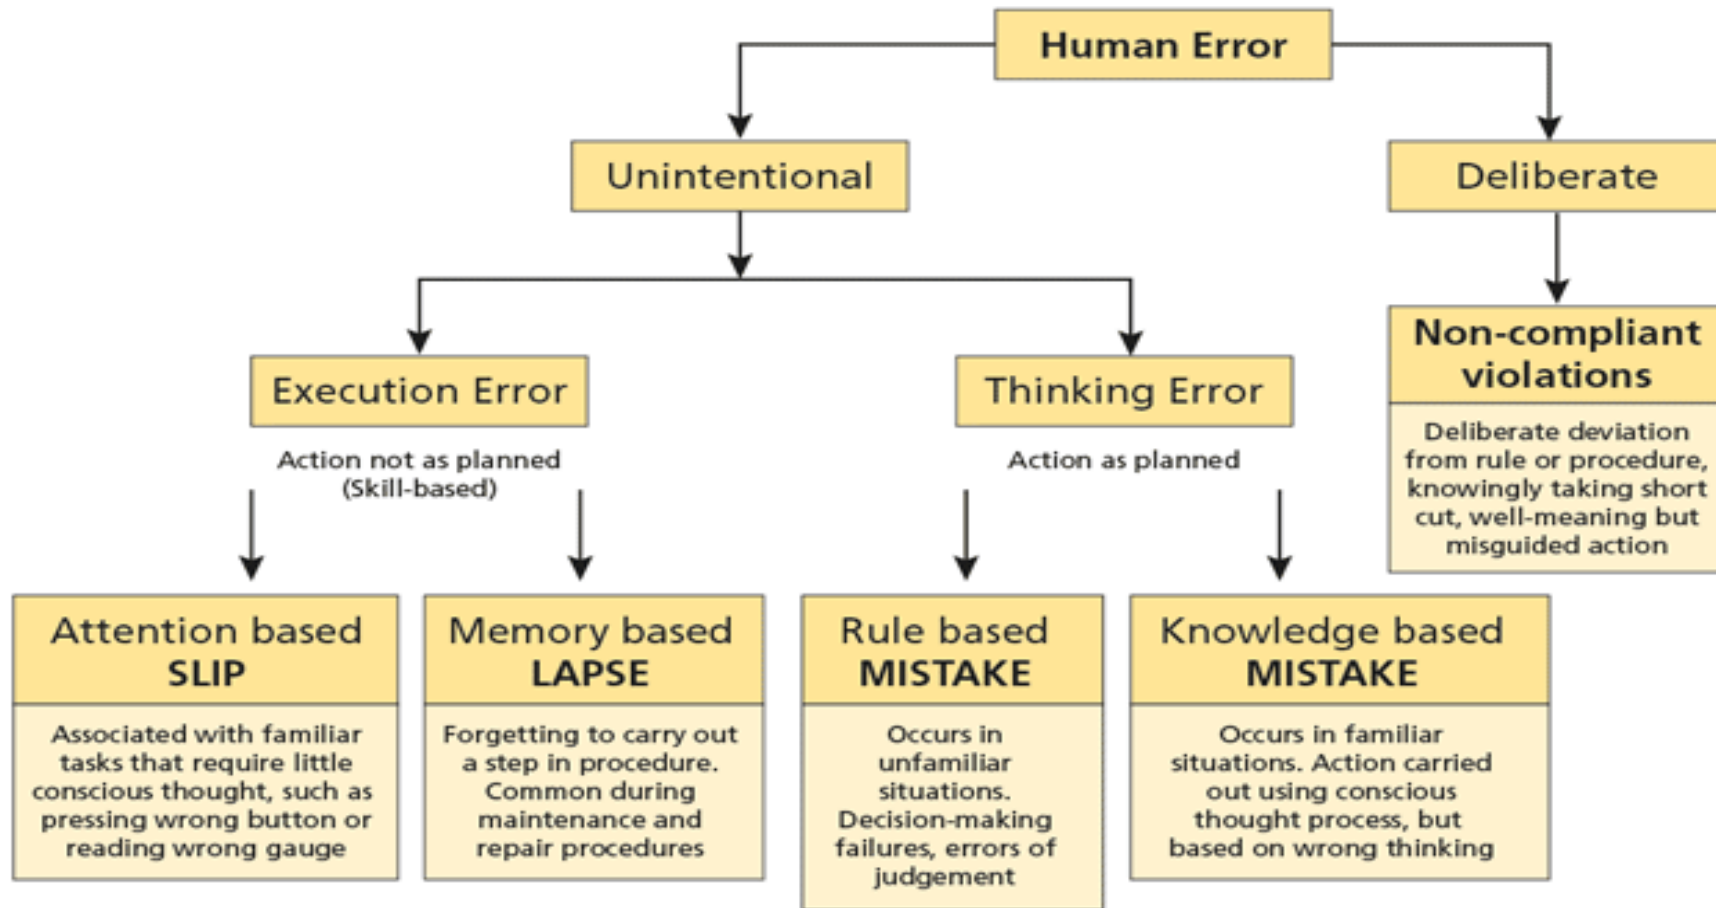 Human Error
Unintentional
Deliberate
Execution Error
Action not as planned
(Skill-based)
Thinking Error
Action as planned
Non-compliant
violations
Deliberate deviation
from rule or procedure,
knowingly taking short
cut, well-meaning but
misguided action
Attention based
SLIP
Associated with familiar
tasks that require little
conscious thought, such as
pressing wrong button or
reading wrong gauge
Memory based
LAPSE
Forgetting to carry out
a step in procedure.
Common during
maintenance and
repair procedures
Rule based
MISTAKE
Occurs in
unfamiliar
situations.
Decision-making
failures, errors of
judgement
Knowledge based
MISTAKE
Occurs in familiar
situations. Action carried
out using conscious
thought process, but
based on wrong thinking